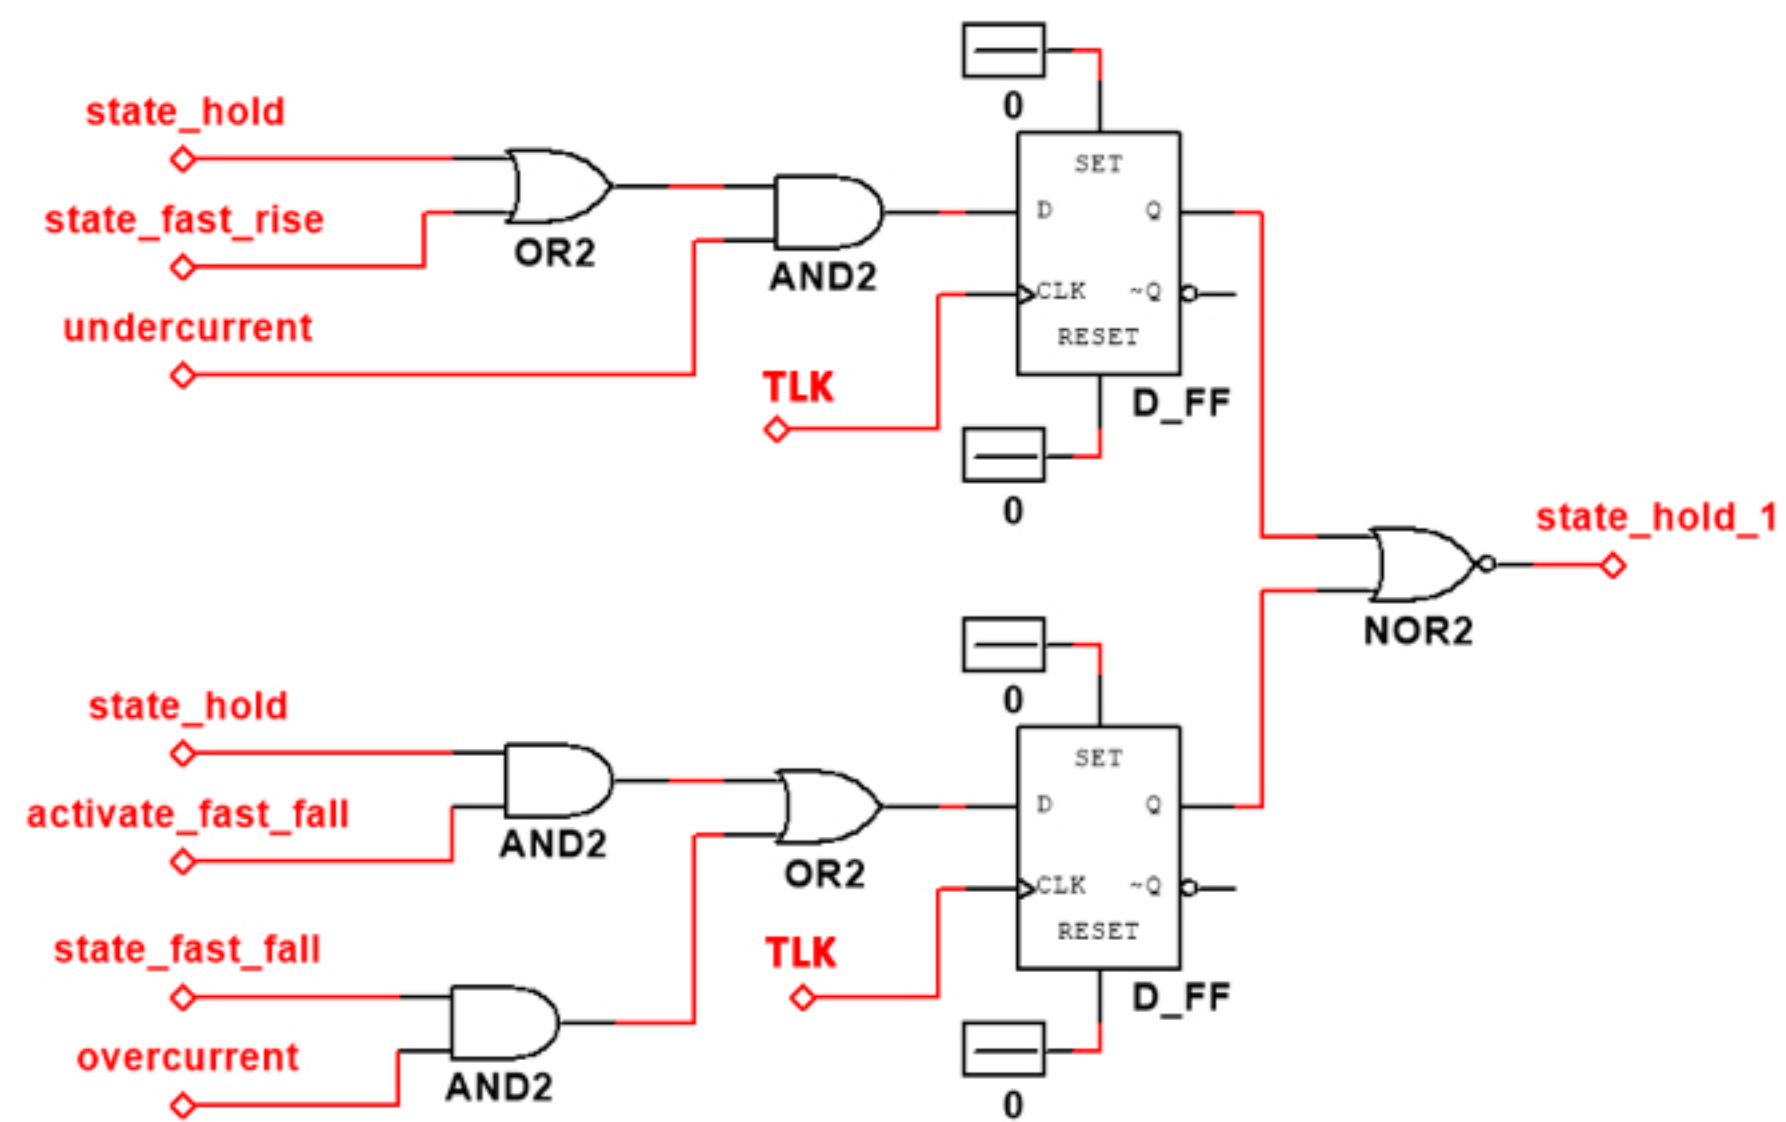 0
state_hold
SET
state_fast_rise
D
Q
OR2
AND2
undercurrent
CLK
~Q
RESET
TLK
D_FF
0
state_hold_1
NOR2
0
state_hold
SET
activate_fast_fall
D
Q
AND2
OR2
CLK
~Q
state_fast_fall
RESET
TLK
D_FF
overcurrent
AND2
0